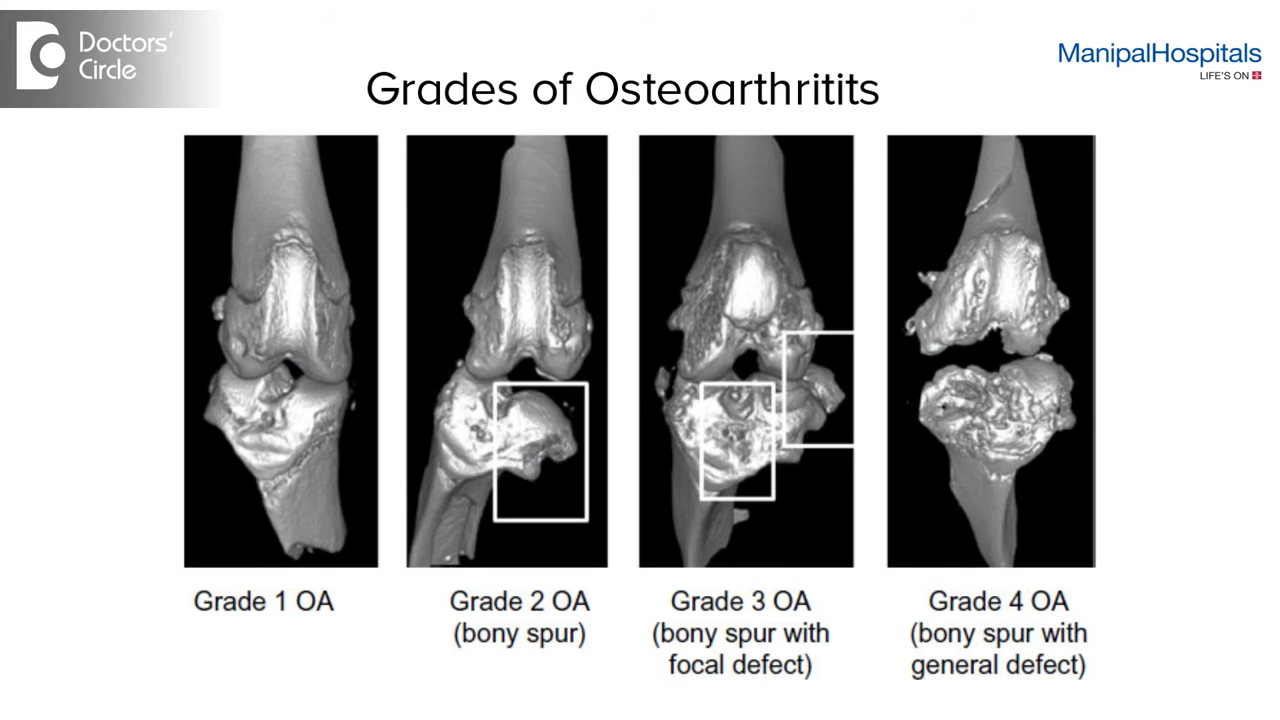 Doctors'
Circle
ManipalHospitals
LIFE'S ON
Grades of Osteoarthritits
Grade 1 OA
Grade 2 OA
(bony spur)
Grade 3 OA
(bony spur with
focal defect)
Grade 4 OA
(bony spur with
general defect)